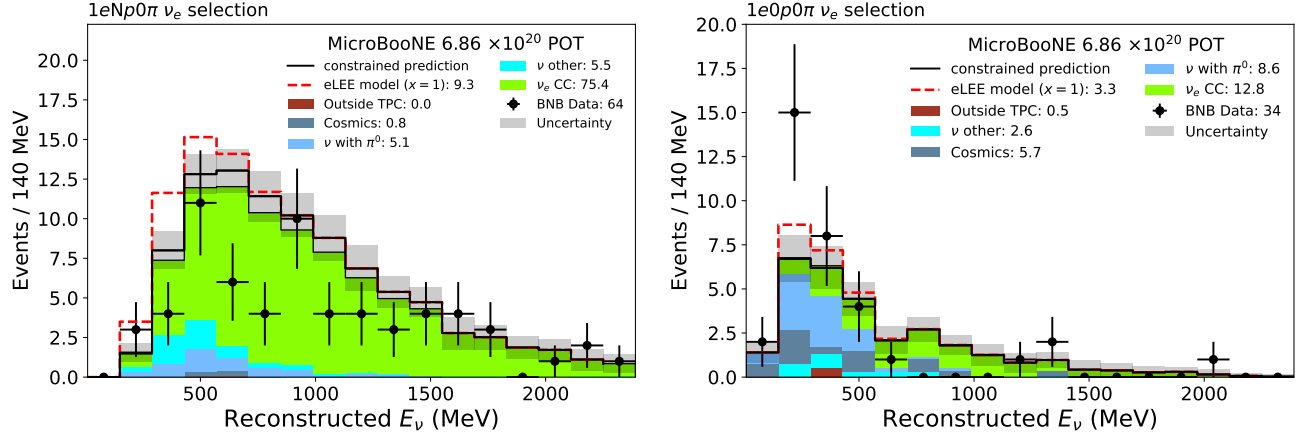 1eNp0π νe selection
MicroBooNE 6.86 ×10^20 POT
constrained prediction
eLEE model (x = 1): 9.3
Outside TPC: 0.0
Cosmics: 0.8
ν with π^0: 5.1
ν other: 5.5
νe CC: 75.4
BNB Data: 64
Uncertainty
Events / 140 MeV
20.0
17.5
15.0
12.5
10.0
7.5
5.0
2.5
0.0
500 1000 1500 2000
Reconstructed Eν (MeV)
1e0p0π νe selection
MicroBooNE 6.86 ×10^20 POT
constrained prediction
eLEE model (x = 1): 3.3
Outside TPC: 0.5
ν other: 2.6
Cosmics: 5.7
ν with π^0: 8.6
νe CC: 12.8
BNB Data: 34
Uncertainty
Events / 140 MeV
20.0
17.5
15.0
12.5
10.0
7.5
5.0
2.5
0.0
500 1000 1500 2000
Reconstructed Eν (MeV)